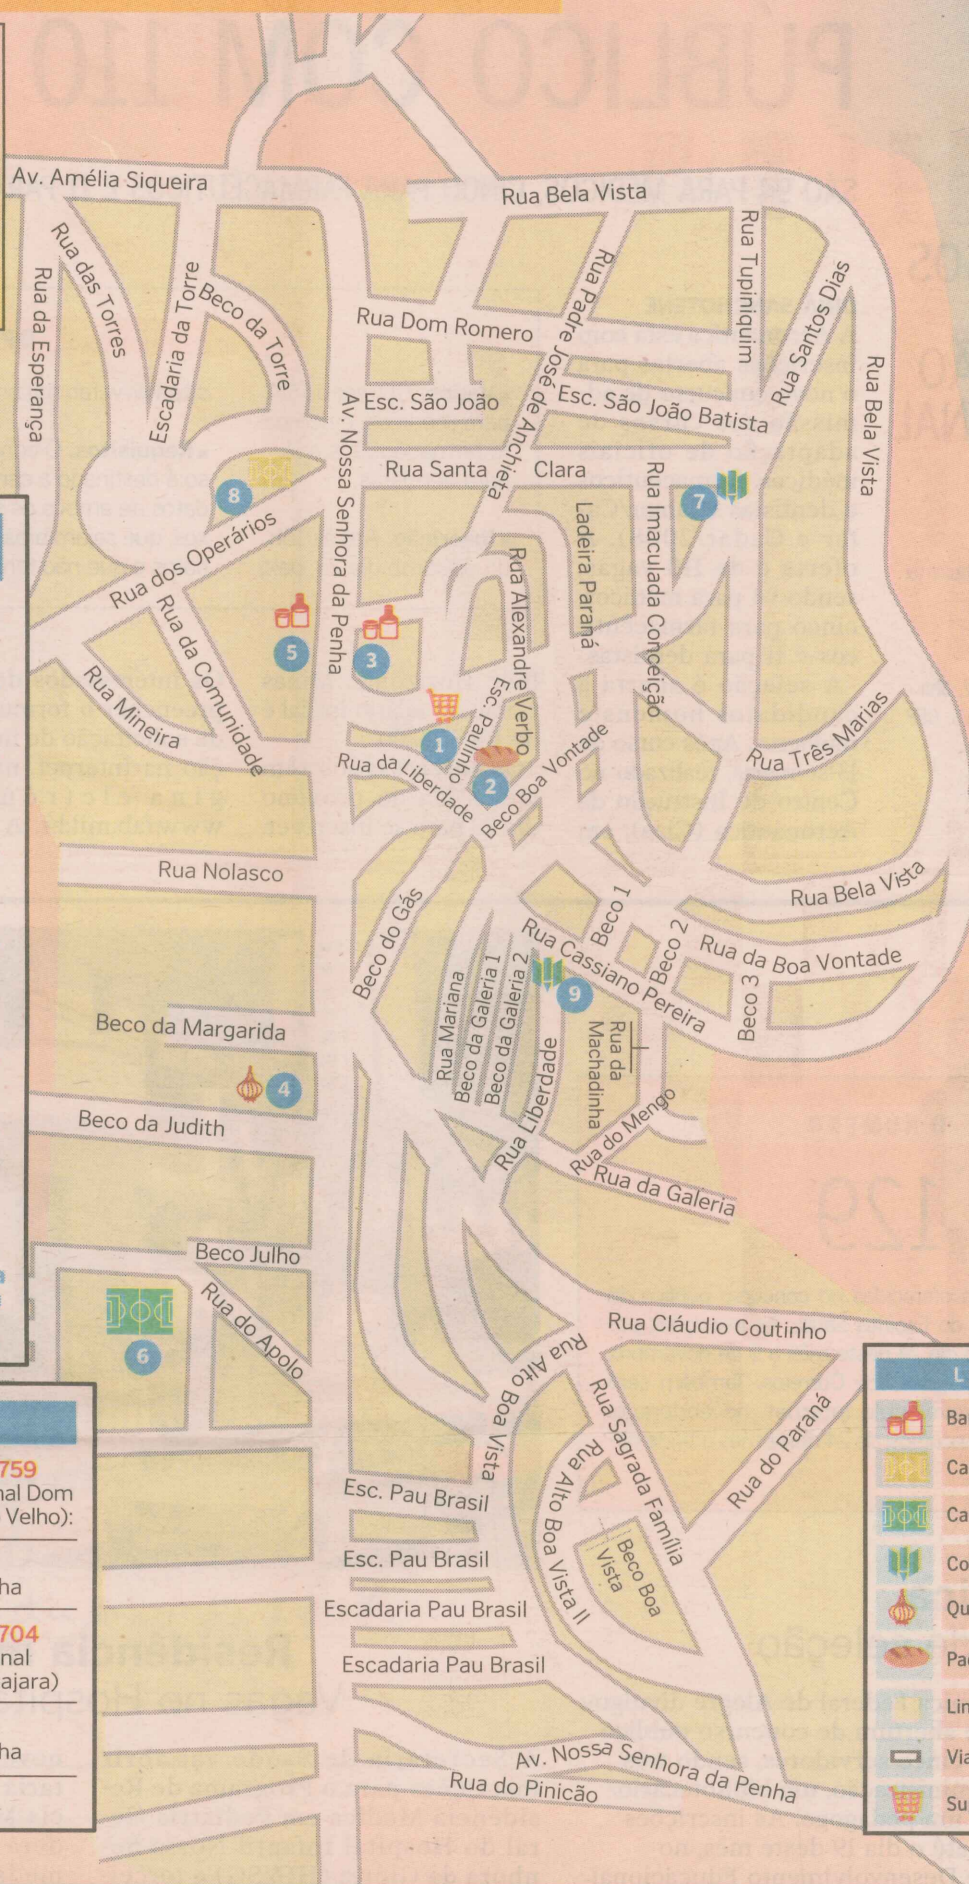 Av. Amélia Siqueira
Rua Bela Vista
Rua das Torres
Rua da Esperança
Escadaria da Torre
Beco da Torre
Rua Dom Romero
Rua Padre José de Anchieta
Rua Tupiniquim
Rua Santos Dias
Rua Bela Vista
Av. Nossa Senhora da Penha
Esc. São João
Esc. São João Batista
Rua Santa Clara
8
7
Rua dos Operários
Ladeira Paraná
Rua Imaculada Conceição
Rua Alexandre Verbo
5
3
Rua da Comunidade
Rua Mineira
Esc. Paulinho
1
2
Rua da Liberdade
Beco Boa Vontade
Rua Três Marias
Rua Nolasco
Rua Bela Vista
Beco do Gás
Beco 1
Beco 2
Rua da Boa Vontade
Beco 3
Rua Cassiano Pereira
9
Rua Mariana
Beco da Galeria 1
Beco da Galeria 2
Beco da Margarida
Rua da
Machadinha
4
Rua Liberdade
Beco da Judith
Rua do Mengo
Rua da Galeria
Beco Julho
Rua do Apolo
6
Rua Cláudio Coutinho
Rua Alto Boa Vista
Rua Sagrada Família
Rua do Paraná
Rua Alto Boa Vista II
Beco Boa
Vista
Esc. Pau Brasil
Esc. Pau Brasil
Escadaria Pau Brasil
Escadaria Pau Brasil
Av. Nossa Senhora da Penha
Rua do Pinicão
759
nal Dom
Velho):
ha
704
nal
ajara)
ha
L
Ba
Ca
Ca
Co
Qu
Pa
Lin
Via
Su